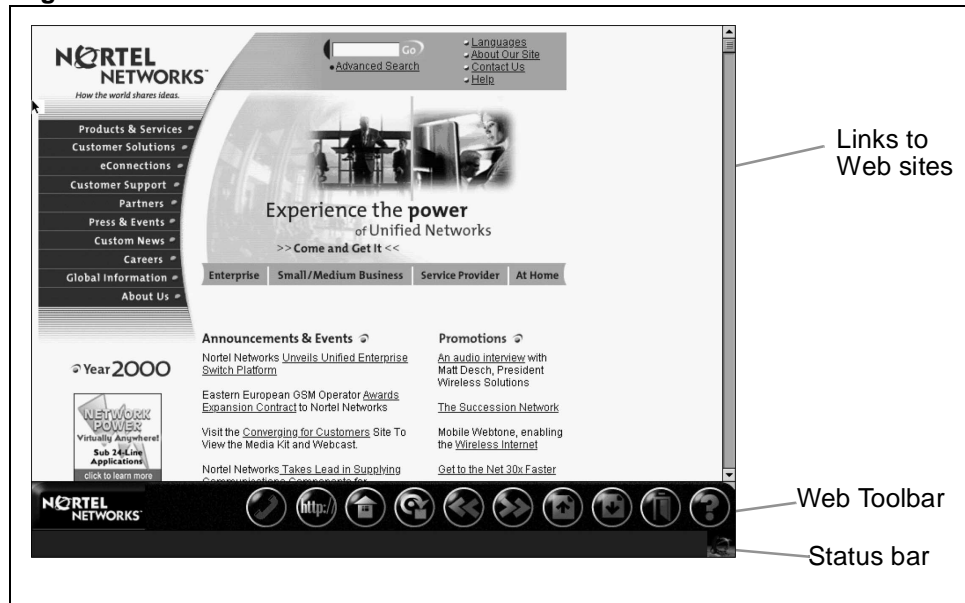 NORTEL
NETWORKS
How the world shares ideas.
Go
Advanced Search
Languages
About Our Site
Contact Us
Help
Products & Services
Customer Solutions
eConnections
Customer Support
Partners
Press & Events
Custom News
Careers
Global Information
About Us
Experience the power
of Unified Networks
>>Come and Get It<<
Enterprise Small/Medium Business Service Provider At Home
Year 2000
NETWORK
POWER
Virtually Anywhere!
Sub 24-Line
Applications
click to learn more
Announcements & Events
Nortel Networks Unveils Unified Enterprise
Switch Platform
Eastern European GSM Operator Awards
Expansion Contract to Nortel Networks
Visit the Converging for Customers Site To
View the Media Kit and Webcast.
Nortel Networks Takes Lead in Supplying
Communications Components for
Promotions
An audio interview with
Matt Desch, President
Wireless Solutions
The Succession Network
Mobile Webtone, enabling
the Wireless Internet
Get to the Net 30x Faster
NORTEL
NETWORKS
http://
?
Links to
Web sites
Web Toolbar
Status bar